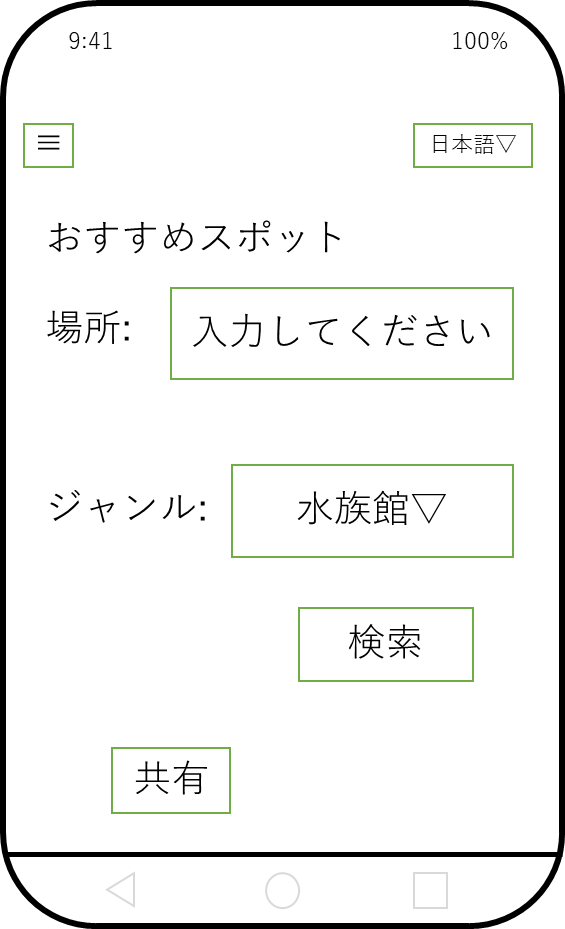 9:41 100%
≡ 日本語▽
おすすめスポット
場所: 入力してください
ジャンル: 水族館▽
検索
共有